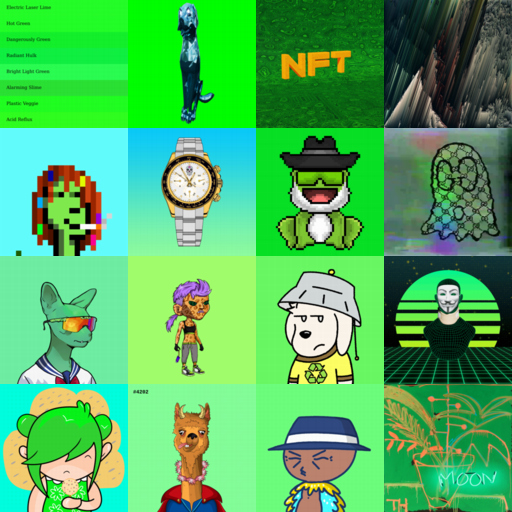 Electric Laser Lime
Hot Green
Dangerously Green
Radiant Hulk
Bright Light Green
Alarming Slime
Plastic Veggie
Acid Reflux
NFT
#4202
MOON
TH